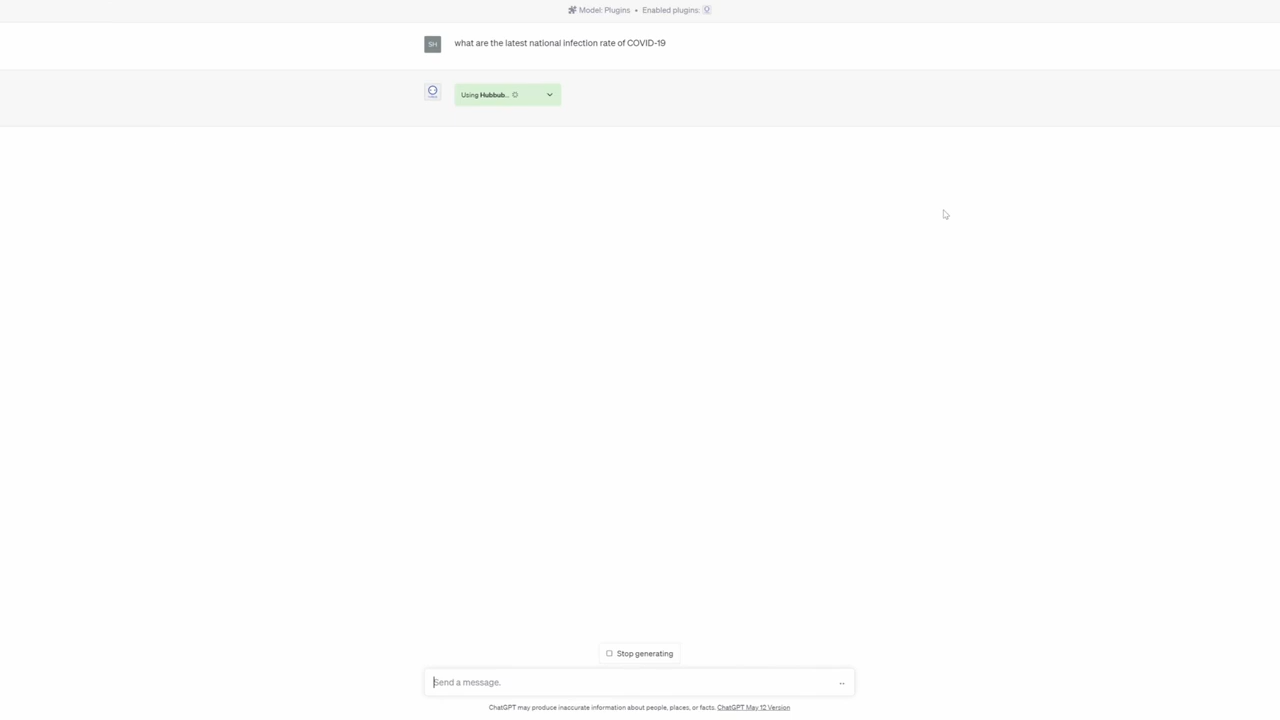 Model: Plugins • Enabled plugins:
SH
what are the latest national infection rate of COVID-19
Using Hubbub...
Stop generating
Send a message.
ChatGPT may produce inaccurate information about people, places, or facts. ChatGPT May 12 Version